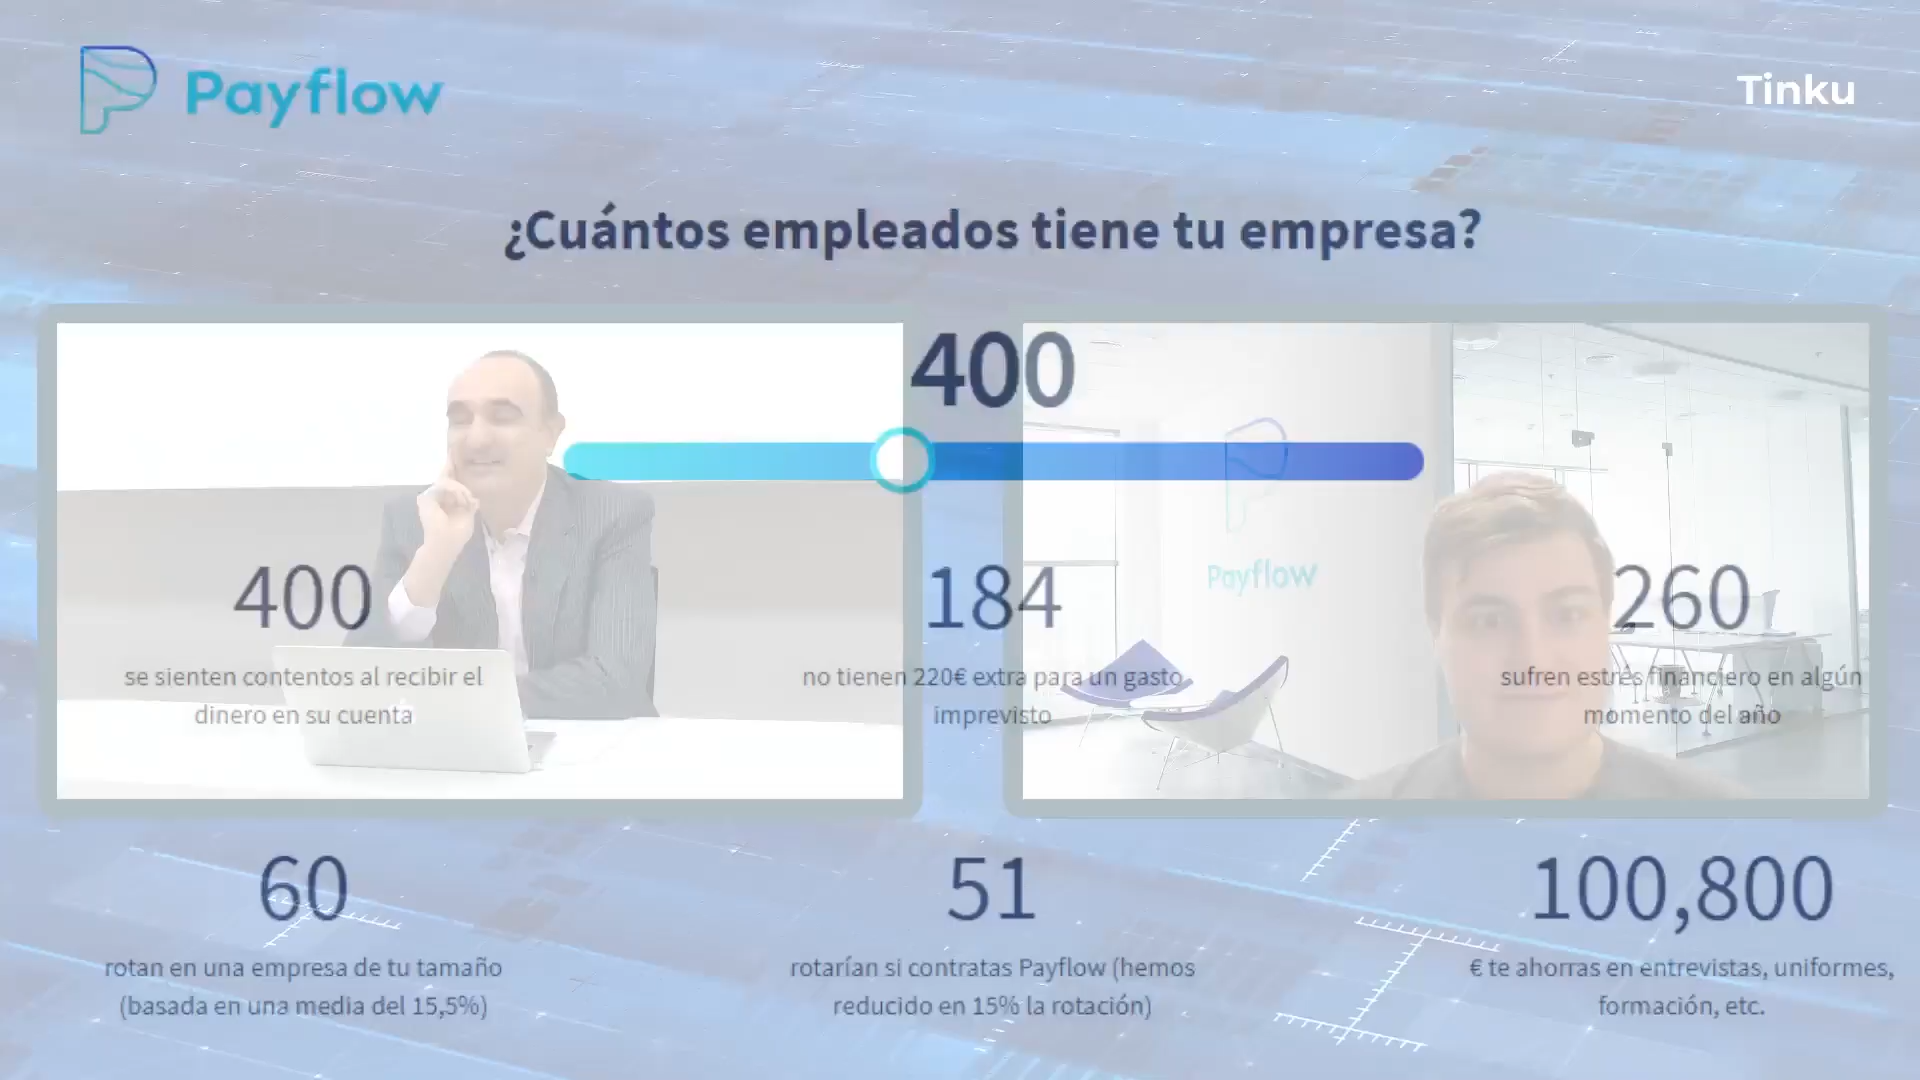 Payflow
Tinku
¿Cuántos empleados tiene tu empresa?
400
Payflow
400
184
260
se sienten contentos al recibir el
dinero en su cuenta
no tienen 220€ extra para un gasto
imprevisto
sufren estrés financiero en algún
momento del año
60
51
100,800
rotan en una empresa de tu tamaño
(basada en una media del 15,5%)
rotarían si contratas Payflow (hemos
reducido en 15% la rotación)
€ te ahorras en entrevistas, uniformes,
formación, etc.